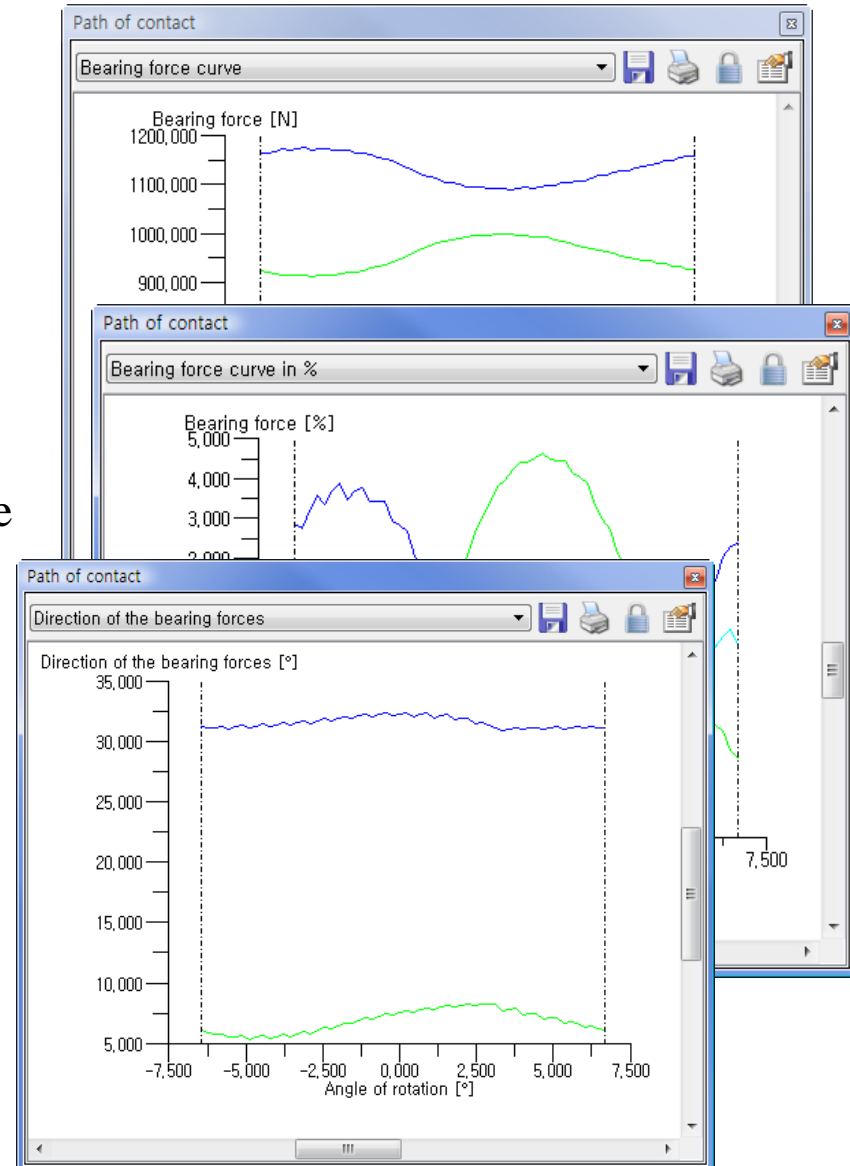 Path of contact
Bearing force curve
Bearing force [N]
1200,000
1100,000
1000,000
900,000
Path of contact
Bearing force curve in %
Bearing force [%]
5,000
4,000
3,000
2,000
7,500
e
Path of contact
Direction of the bearing forces
Direction of the bearing forces [°]
35,000
30,000
25,000
20,000
15,000
10,000
5,000
-7,500 -5,000 -2,500 0,000 2,500 5,000 7,500
Angle of rotation [°]